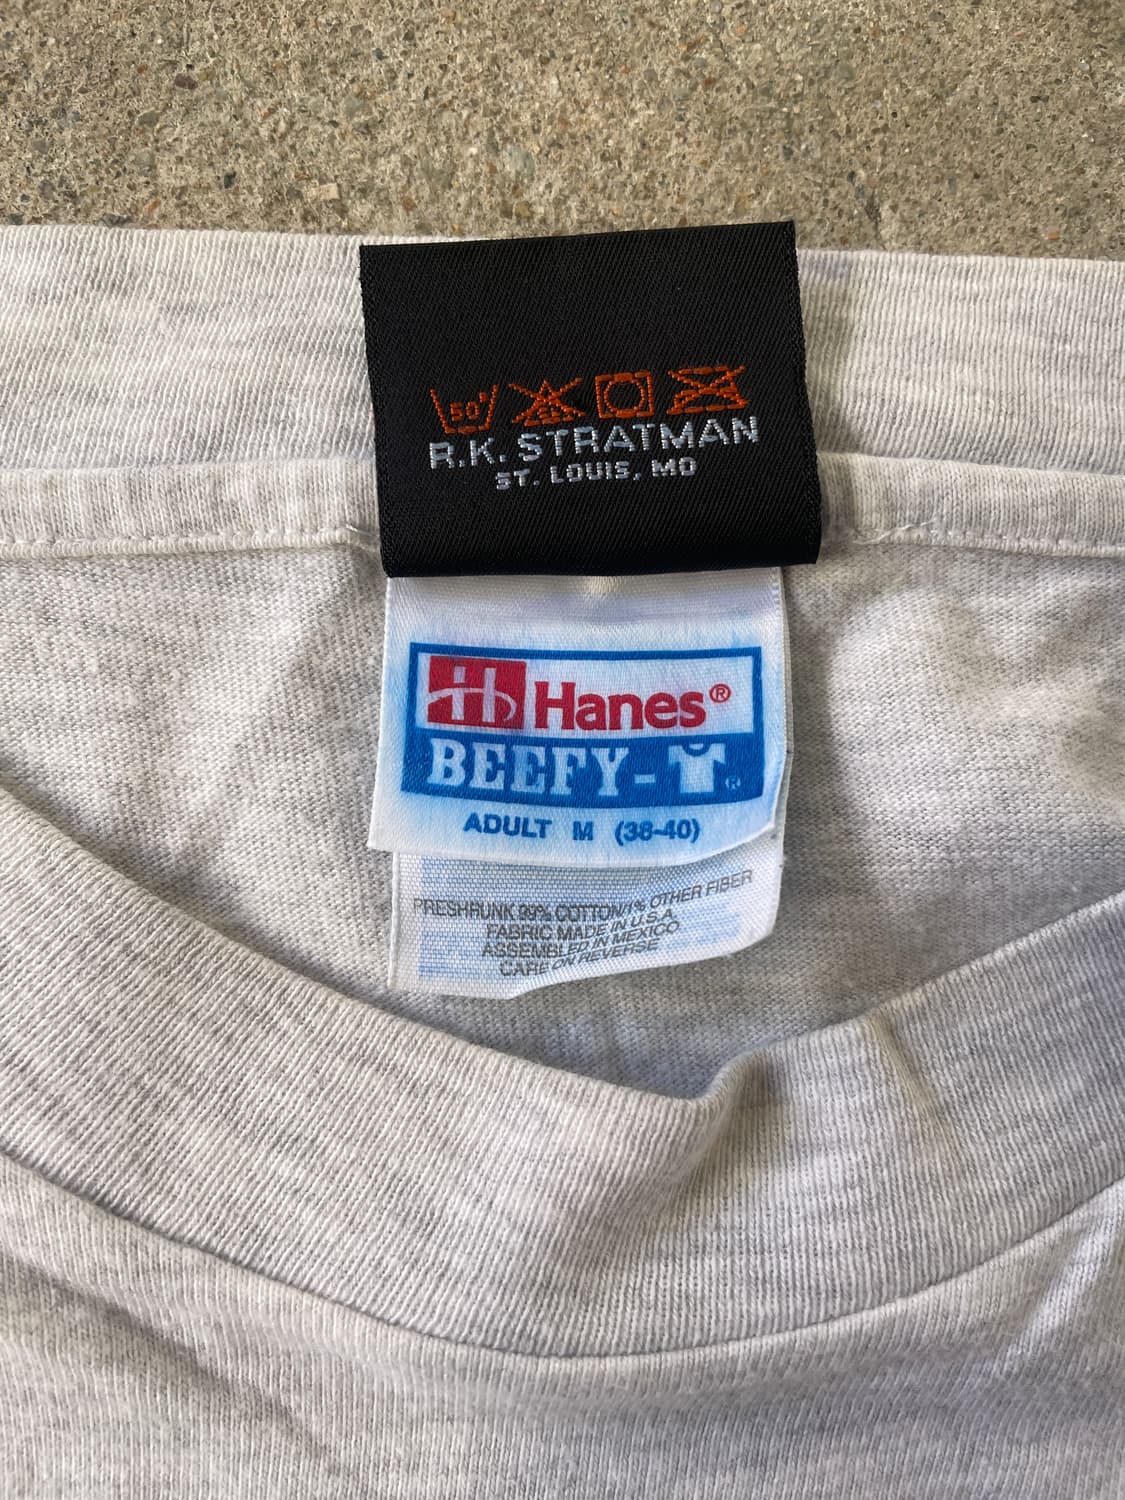 50°
CL
R.K. STRATMAN
ST. LOUIS, MO
H Hanes®
BEEFY-T®
ADULT M (38-40)
PRESHRUNK 99% COTTON/1% OTHER FIBER
FABRIC MADE IN U.S.A.
ASSEMBLED IN MEXICO
CARE ON REVERSE